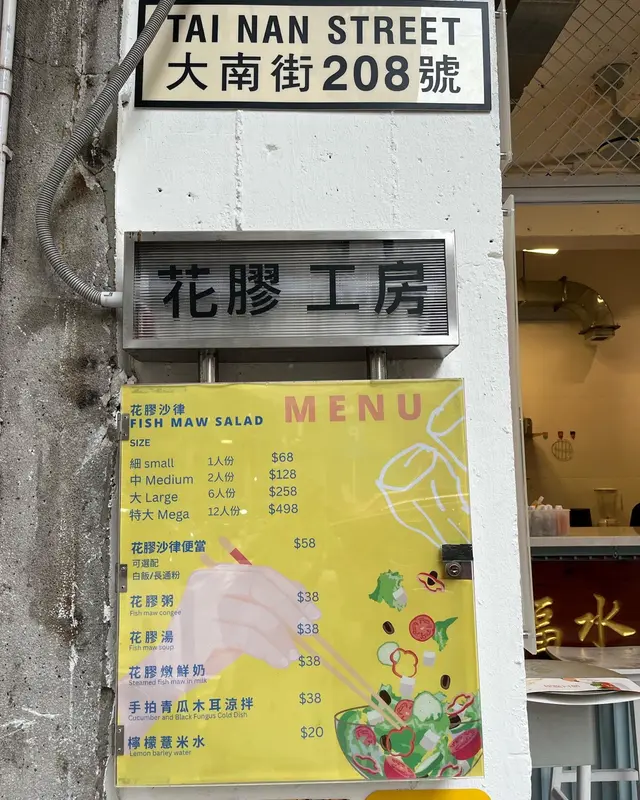 TAI NAN STREET
大南街208號
花膠 工房
花膠沙律 MENU
FISH MAW SALAD
SIZE
細 small 1人份 $68
中 Medium 2人份 $128
大 Large 6人份 $258
特大 Mega 12人份 $498
花膠沙律便當 $58
可選配
白飯/長通粉
花膠粥 $38
Fish maw congee
花膠湯 $38
Fish maw soup
花膠燉鮮奶 $38
Steamed fish maw in milk
手拍青瓜木耳涼拌 $38
Cucumber and Black Fungus Cold Dish
檸檬薏米水 $20
Lemon barley water
水